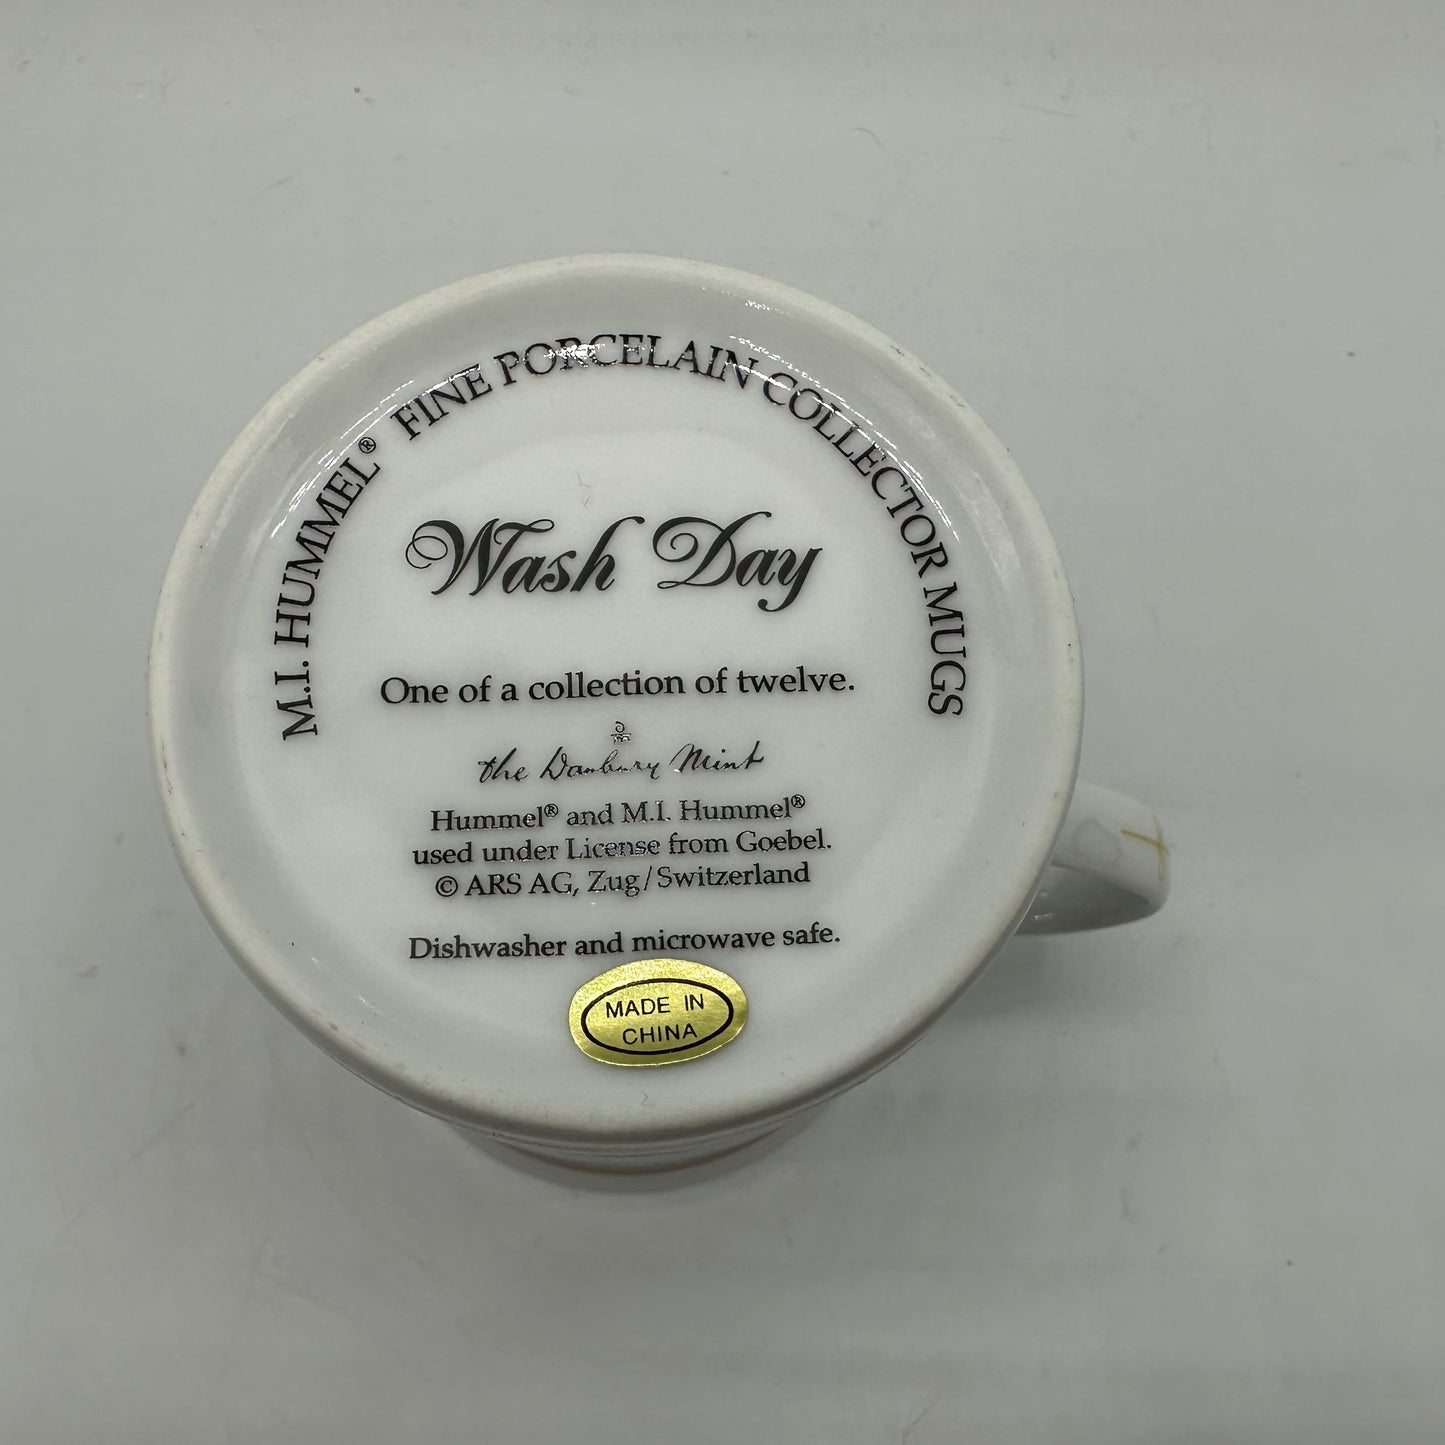 M.I. HUMMEL® FINE PORCELAIN COLLECTOR MUGS
Wash Day
One of a collection of twelve.
the Danbury Mint
Hummel® and M.I. Hummel®
used under License from Goebel.
© ARS AG, Zug/Switzerland
Dishwasher and microwave safe.
MADE IN
CHINA